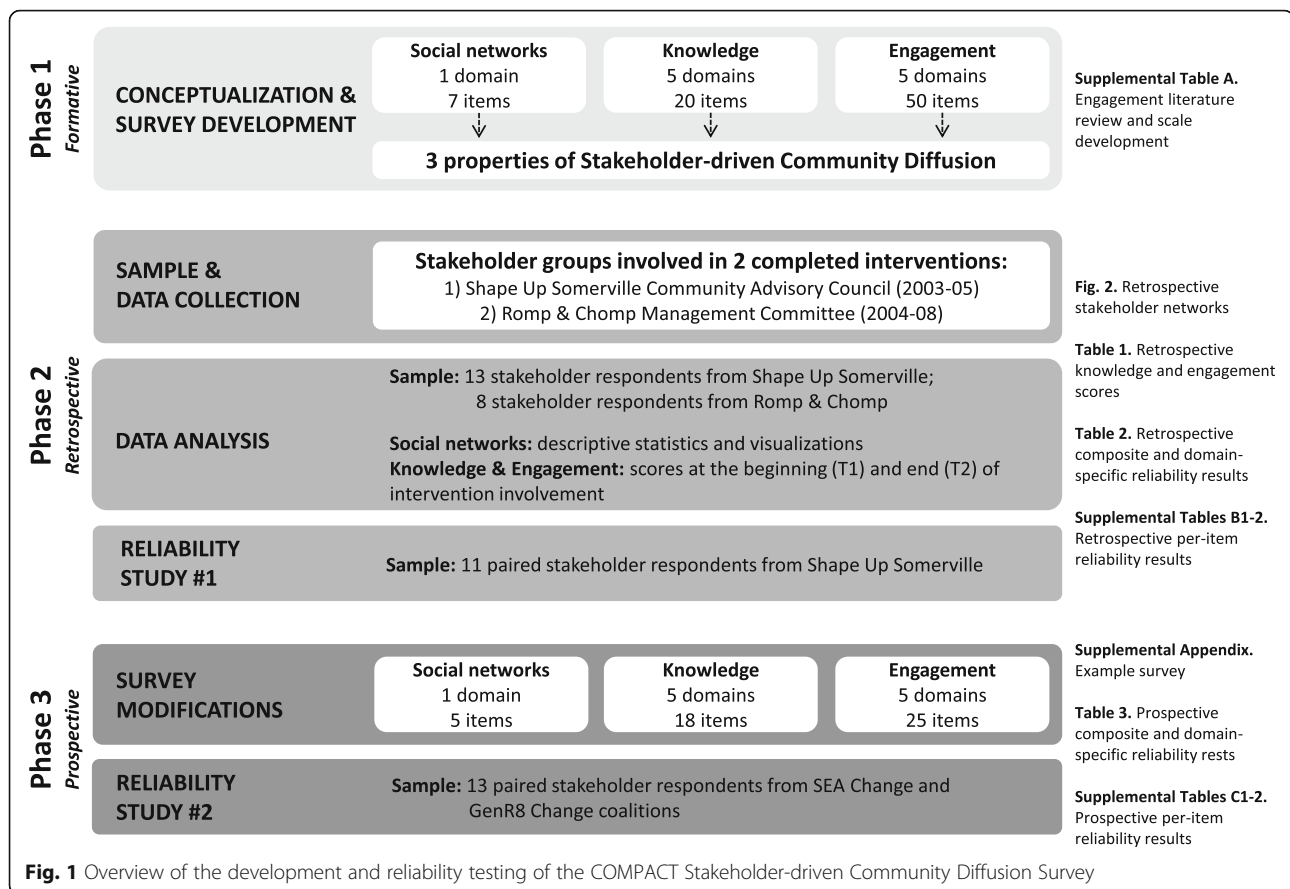 Phase 1
Formative
CONCEPTUALIZATION &
SURVEY DEVELOPMENT
Social networks
1 domain
7 items
Knowledge
5 domains
20 items
Engagement
5 domains
50 items
3 properties of Stakeholder-driven Community Diffusion
Supplemental Table A.
Engagement literature
review and scale
development
Phase 2
Retrospective
SAMPLE &
DATA COLLECTION
Stakeholder groups involved in 2 completed interventions:
1) Shape Up Somerville Community Advisory Council (2003-05)
2) Romp & Chomp Management Committee (2004-08)
DATA ANALYSIS
Sample: 13 stakeholder respondents from Shape Up Somerville;
8 stakeholder respondents from Romp & Chomp
Social networks: descriptive statistics and visualizations
Knowledge & Engagement: scores at the beginning (T1) and end (T2) of
intervention involvement
RELIABILITY
STUDY #1
Sample: 11 paired stakeholder respondents from Shape Up Somerville
Fig. 2. Retrospective
stakeholder networks
Table 1. Retrospective
knowledge and engagement
scores
Table 2. Retrospective
composite and domain-
specific reliability results
Supplemental Tables B1-2.
Retrospective per-item
reliability results
Phase 3
Prospective
SURVEY
MODIFICATIONS
Social networks
1 domain
5 items
Knowledge
5 domains
18 items
Engagement
5 domains
25 items
RELIABILITY
STUDY #2
Sample: 13 paired stakeholder respondents from SEA Change and
GenR8 Change coalitions
Supplemental Appendix.
Example survey
Table 3. Prospective
composite and domain-
specific reliability rests
Supplemental Tables C1-2.
Prospective per-item
reliability results
Fig. 1 Overview of the development and reliability testing of the COMPACT Stakeholder-driven Community Diffusion Survey